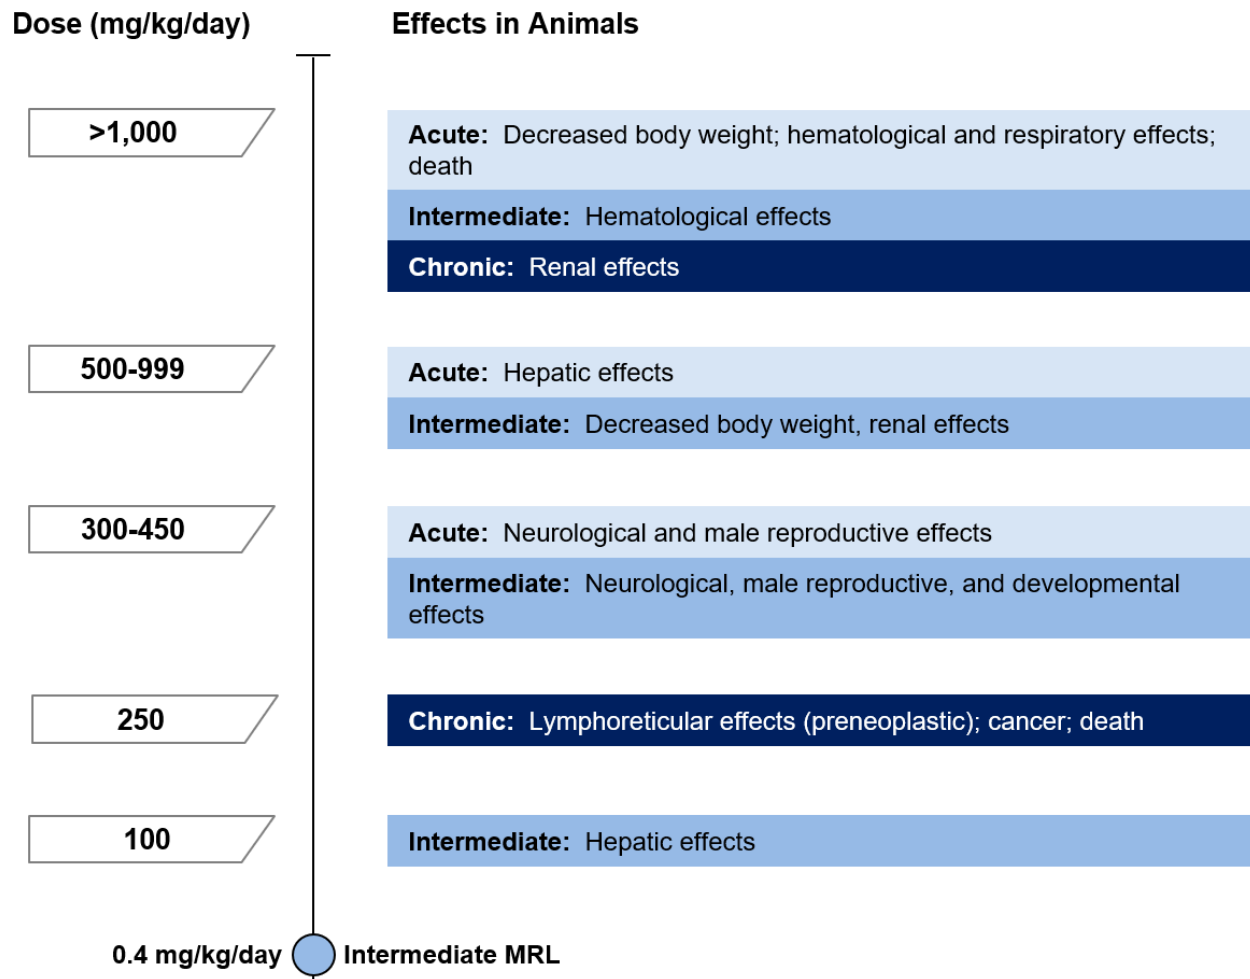 Dose (mg/kg/day) Effects in Animals
>1,000
Acute: Decreased body weight; hematological and respiratory effects;
death
Intermediate: Hematological effects
Chronic: Renal effects
500-999
Acute: Hepatic effects
Intermediate: Decreased body weight, renal effects
300-450
Acute: Neurological and male reproductive effects
Intermediate: Neurological, male reproductive, and developmental
effects
250
Chronic: Lymphoreticular effects (preneoplastic); cancer; death
100
Intermediate: Hepatic effects
0.4 mg/kg/day Intermediate MRL